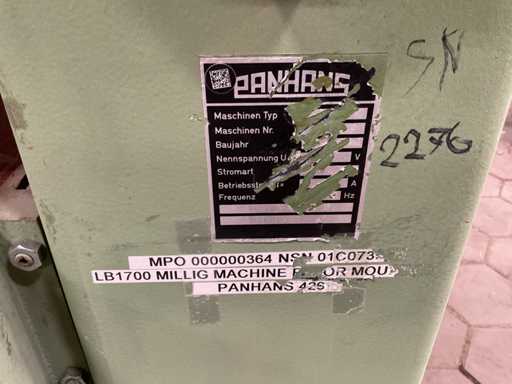 PANHANS
SN
2276
Maschinen Typ
Maschinen Nr.
Baujahr
Nennspannung V
Stromart A
Frequenz Hz
MPO 000000364 NSN 01C073
LB1700 MILLIG MACHINE
PANHANS